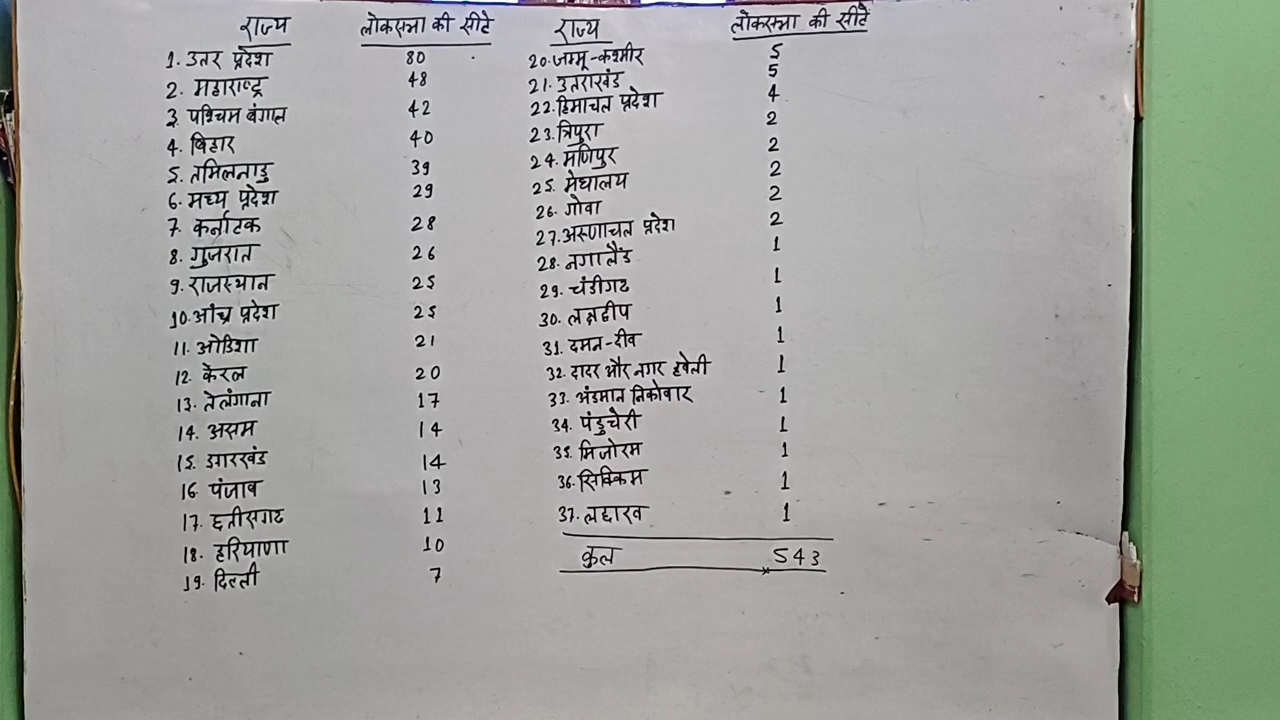 राज्य लोकसभा की सीटे
1. उतर प्रदेश 80
2. महाराष्ट्र 48
3. पश्चिम बंगाल 42
4. बिहार 40
5. तमिलनाडु 39
6. मध्य प्रदेश 29
7. कर्नाटक 28
8. गुजरात 26
9. राजस्थान 25
10. आंध्र प्रदेश 25
11. ओडिशा 21
12. केरल 20
13. तेलंगाना 17
14. असम 14
15. झारखंड 14
16. पंजाब 13
17. छतीसगढ 11
18. हरियाणा 10
19. दिल्ली 7
राज्य लोकसभा की सीटें
20. जम्मू-कश्मीर 5
21. उतराखंड 5
22. हिमाचल प्रदेश 4
23. त्रिपुरा 2
24. मणिपुर 2
25. मेघालय 2
26. गोवा 2
27. अरुणाचल प्रदेश 2
28. नगालैंड 1
29. चंडीगढ 1
30. लक्षद्वीप 1
31. दमन-दीव 1
32. दादर और नगर हवेली 1
33. अंडमान निकोबार 1
34. पंडुचेरी 1
35. मिजोरम 1
36. सिक्किम 1
37. लद्दाख 1
कुल 543